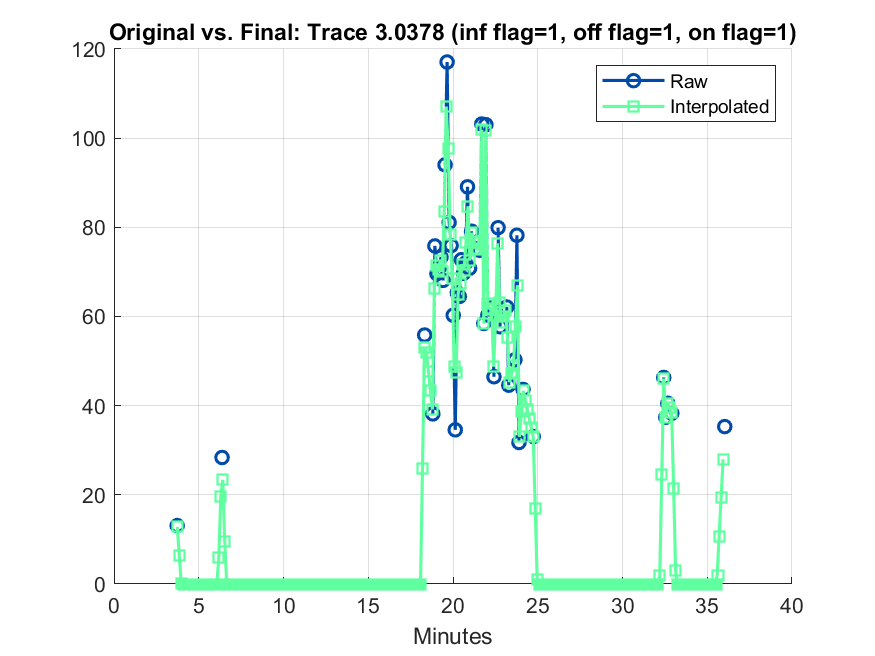 Original vs. Final: Trace 3.0378 (inf flag=1, off flag=1, on flag=1)
120
100
80
60
40
20
0
Raw
Interpolated
0 5 10 15 20 25 30 35 40
Minutes